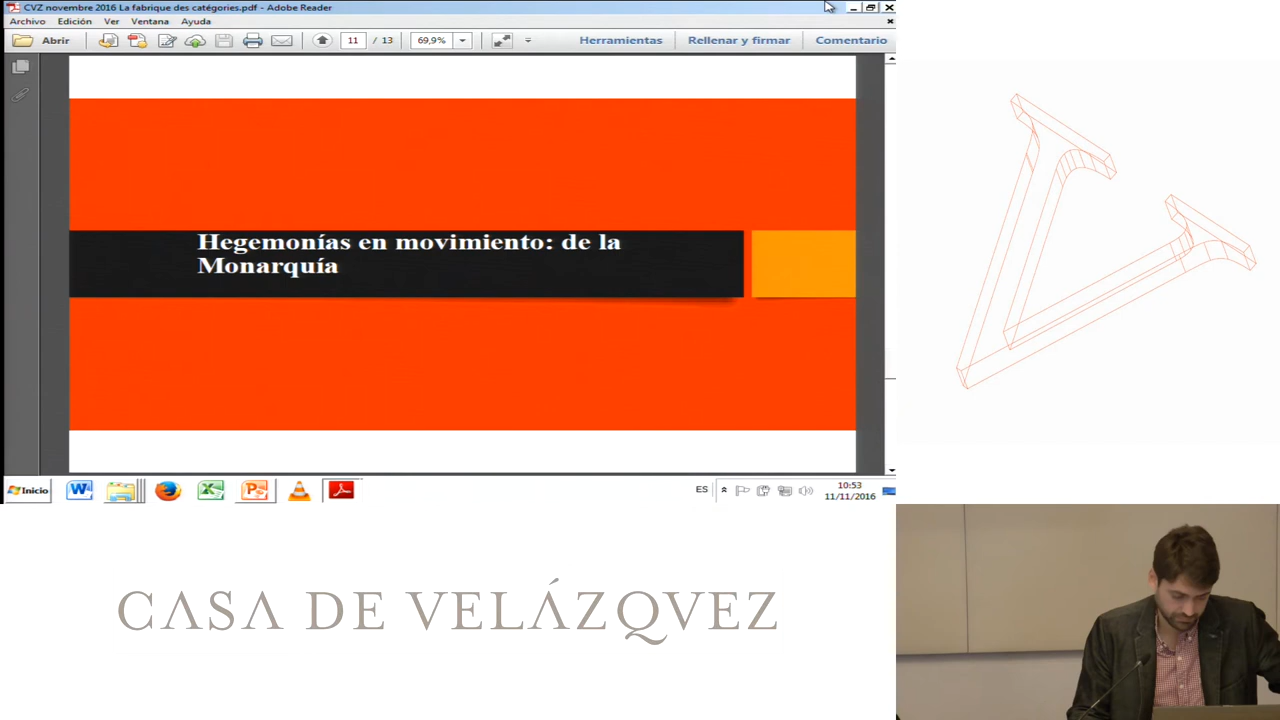 CVZ novembre 2016 La fabrique des catégories.pdf - Adobe Reader
Archivo Edición Ver Ventana Ayuda
Abrir 11 / 13 69,9% Herramientas Rellenar y firmar Comentario
Hegemonías en movimiento: de la
Monarquía
Inicio ES 10:53
11/11/2016
CASA DE VELÁZQVEZ